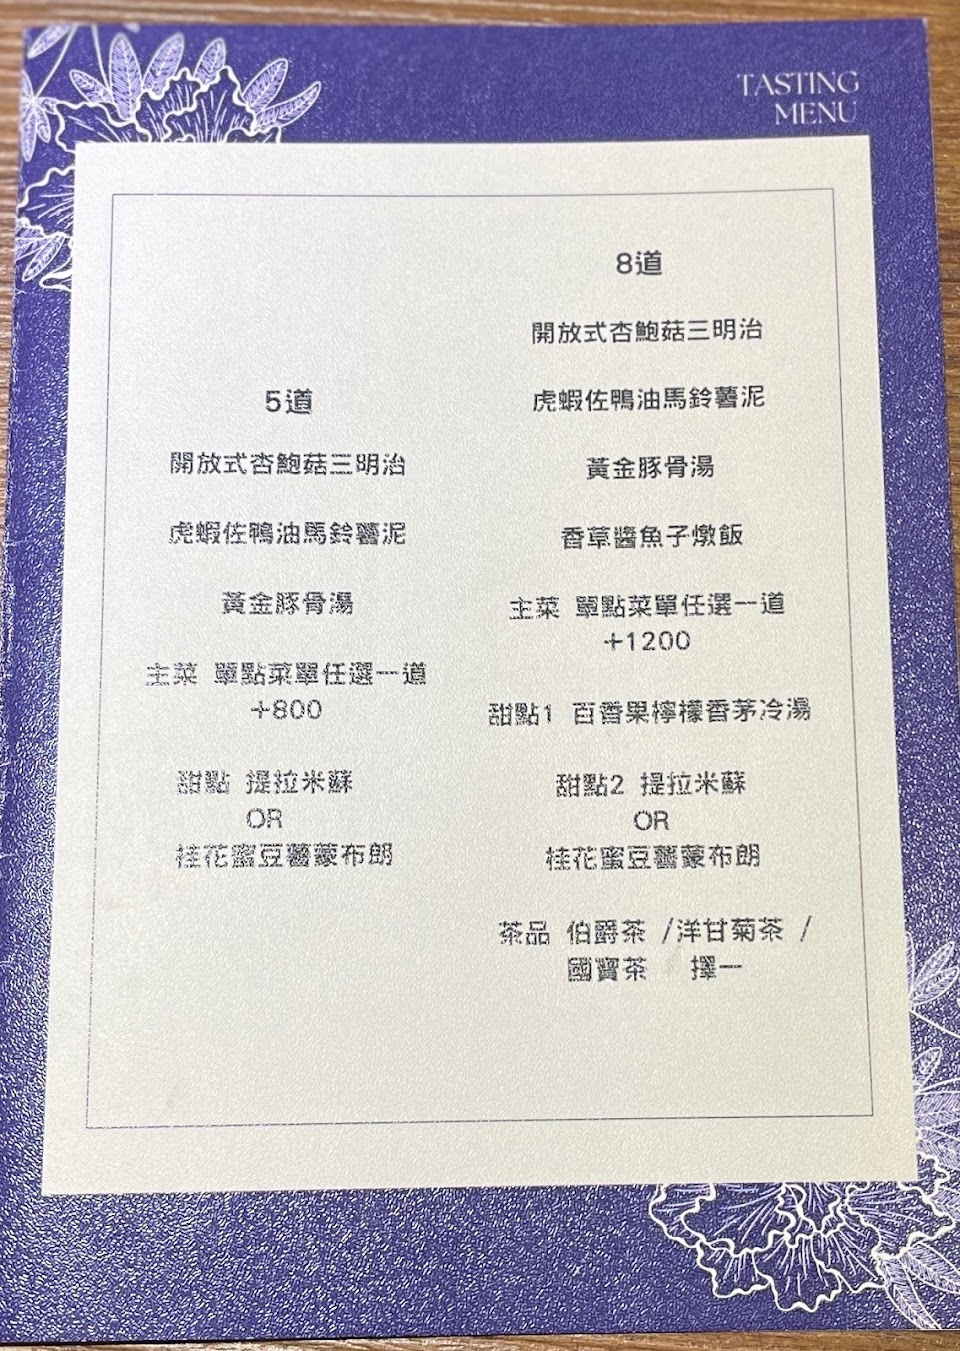 TASTING
MENU
5道
開放式杏鮑菇三明治
虎蝦佐鴨油馬鈴薯泥
黃金豚骨湯
主菜 單點菜單任選一道
+800
甜點 提拉米蘇
OR
桂花蜜豆薯蒙布朗
8道
開放式杏鮑菇三明治
虎蝦佐鴨油馬鈴薯泥
黃金豚骨湯
香草醬魚子燉飯
主菜 單點菜單任選一道
+1200
甜點1 百香果檸檬香茅冷湯
甜點2 提拉米蘇
OR
桂花蜜豆薯蒙布朗
茶品 伯爵茶 /洋甘菊茶 /
國寶茶 擇一